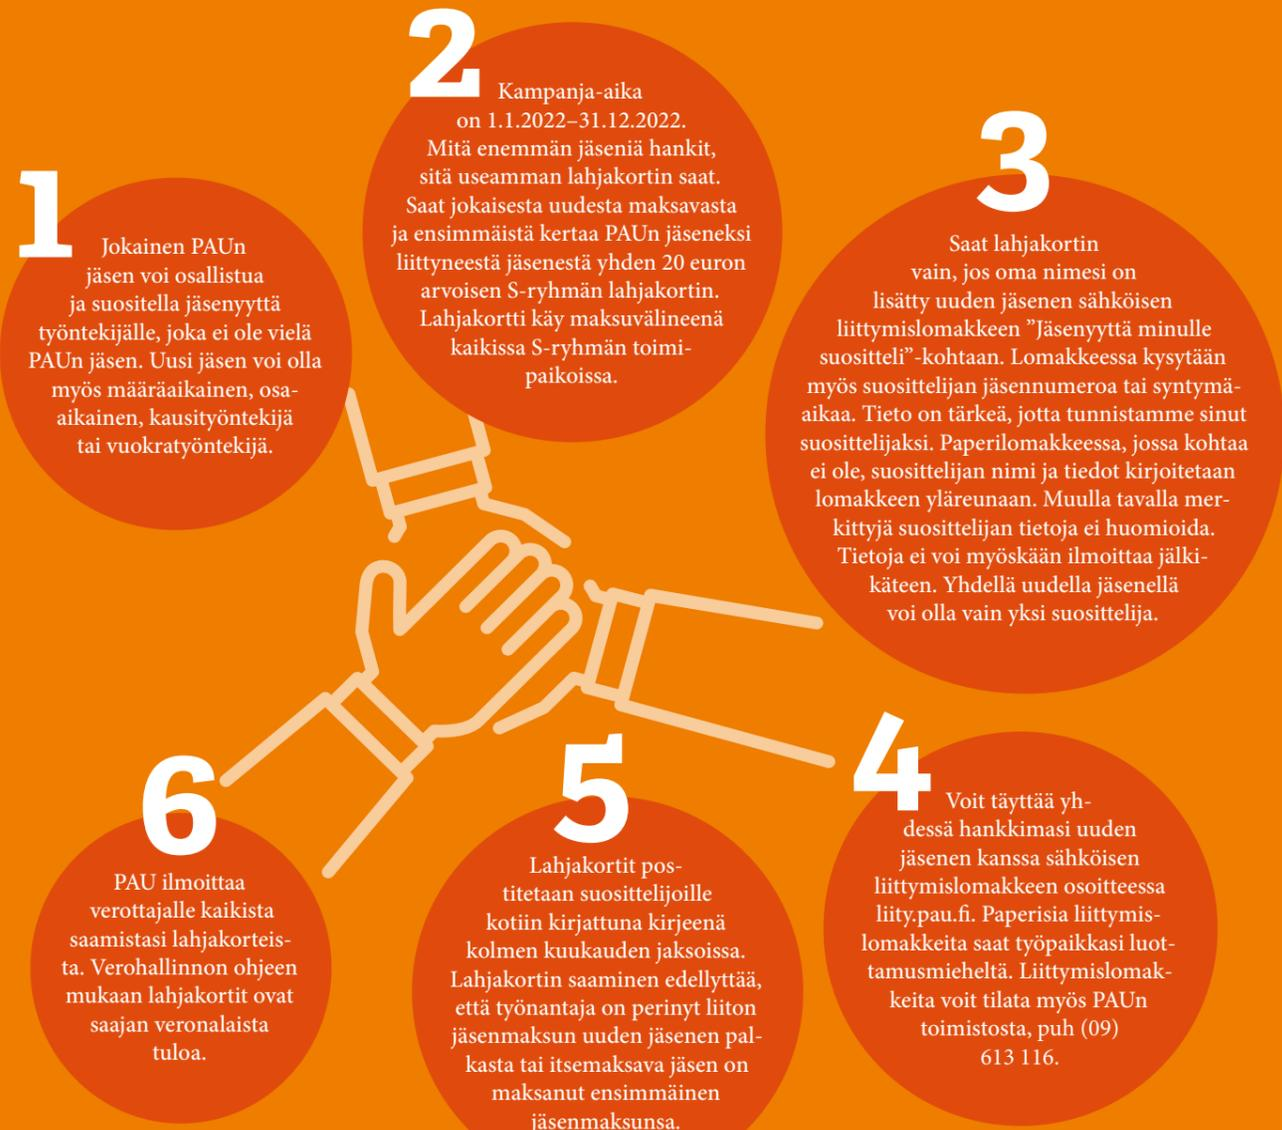 1
Jokainen PAUn
jäsen voi osallistua
ja suositella jäsenyyttä
työntekijälle, joka ei ole vielä
PAUn jäsen. Uusi jäsen voi olla
myös määräaikainen, osa-
aikainen, kausityöntekijä
tai vuokratyöntekijä.
2
Kampanja-aika
on 1.1.2022–31.12.2022.
Mitä enemmän jäseniä hankit,
sitä useamman lahjakortin saat.
Saat jokaisesta uudesta maksavasta
ja ensimmäistä kertaa PAUn jäseneksi
liittyneestä jäsenestä yhden 20 euron
arvoisen S-ryhmän lahjakortin.
Lahjakortti käy maksuvälineenä
kaikissa S-ryhmän toimi-
paikoissa.
3
Saat lahjakortin
vain, jos oma nimesi on
lisätty uuden jäsenen sähköisen
liittymislomakkeen ”Jäsenyyttä minulle
suositteli”-kohtaan. Lomakkeessa kysytään
myös suosittelijan jäsennumeroa tai syntymä-
aikaa. Tieto on tärkeä, jotta tunnistamme sinut
suosittelijaksi. Paperilomakkeessa, jossa kohtaa
ei ole, suosittelijan nimi ja tiedot kirjoitetaan
lomakkeen yläreunaan. Muulla tavalla mer-
kittyjä suosittelijan tietoja ei huomioida.
Tietoja ei voi myöskään ilmoittaa jälki-
käteen. Yhdellä uudella jäsenellä
voi olla vain yksi suosittelija.
4
Voit täyttää yh-
dessä hankkimasi uuden
jäsenen kanssa sähköisen
liittymislomakkeen osoitteessa
liity.pau.fi. Paperisia liittymis-
lomakkeita saat työpaikkasi luot-
tamusmieheltä. Liittymislomak-
keita voit tilata myös PAUn
toimistosta, puh (09)
613 116.
5
Lahjakortit pos-
titetaan suosittelijoille
kotiin kirjattuna kirjeenä
kolmen kuukauden jaksoissa.
Lahjakortin saaminen edellyttää,
että työnantaja on perinyt liiton
jäsenmaksun uuden jäsenen pal-
kasta tai itsemaksava jäsen on
maksanut ensimmäinen
jäsenmaksunsa.
6
PAU ilmoittaa
verottajalle kaikista
saamistasi lahjakorteis-
ta. Verohallinnon ohjeen
mukaan lahjakortit ovat
saajan veronalaista
tuloa.